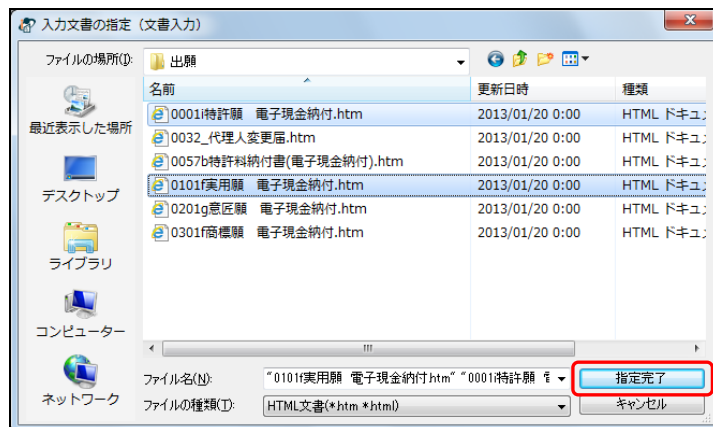 入力文書の指定（文書入力）
ファイルの場所(I): 出願
名前 更新日時 種類
0001i特許願　電子現金納付.htm 2013/01/20 0:00 HTML ドキュ
0032_代理人変更届.htm 2013/01/20 0:00 HTML ドキュ
0057b特許料納付書(電子現金納付).htm 2013/01/20 0:00 HTML ドキュ
0101f実用願　電子現金納付.htm 2013/01/20 0:00 HTML ドキュ
0201g意匠願　電子現金納付.htm 2013/01/20 0:00 HTML ドキュ
0301f商標願　電子現金納付.htm 2013/01/20 0:00 HTML ドキュ
最近表示した場所
デスクトップ
ライブラリ
コンピューター
ネットワーク
ファイル名(N): "0101f実用願　電子現金納付.htm" "0001i特許願 指定完了
ファイルの種類(T): HTML文書(*htm *html) キャンセル